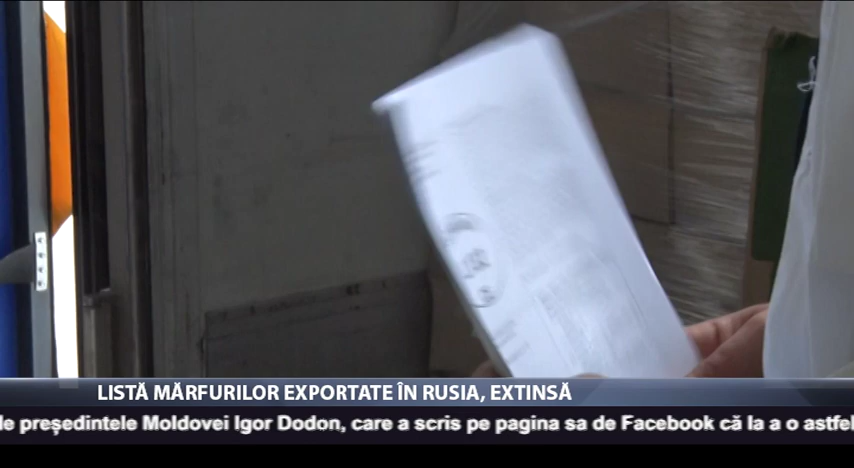 LISTĂ MĂRFURILOR EXPORTATE ÎN RUSIA, EXTINSĂ
de președintele Moldovei Igor Dodon, care a scris pe pagina sa de Facebook că la a o astfel